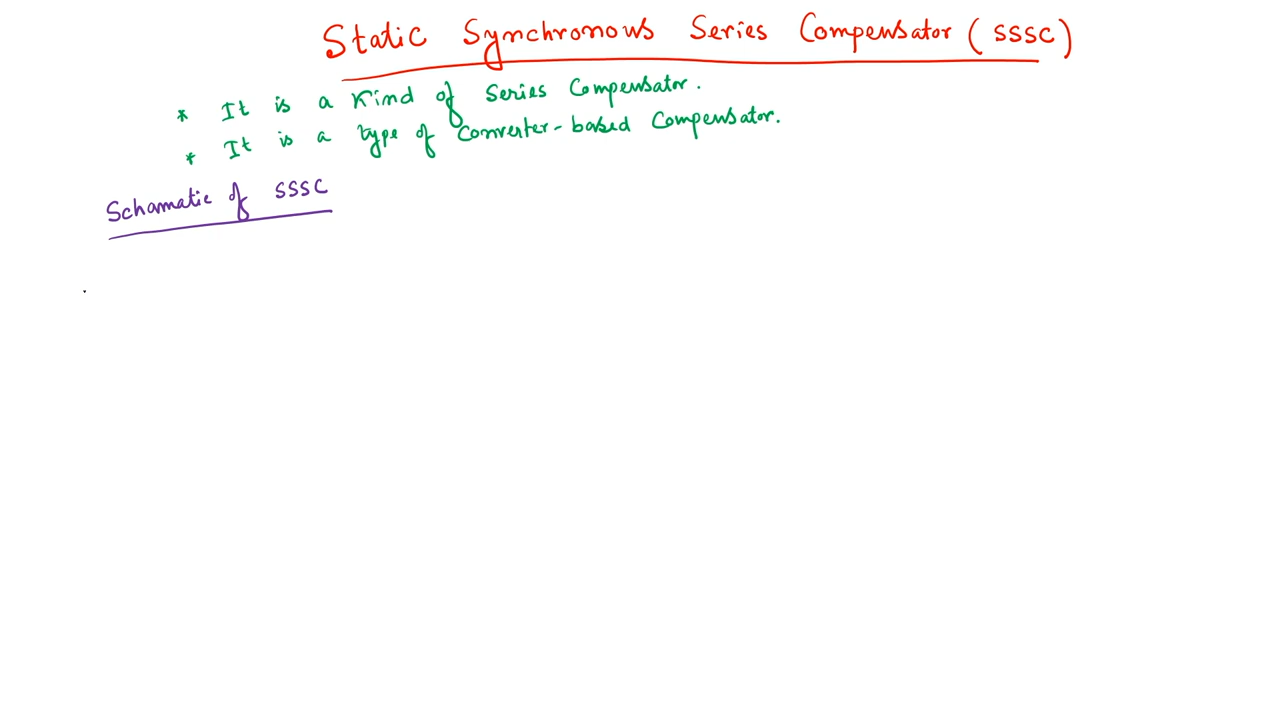 Static Synchronous Series Compensator (SSSC)
* It is a kind of Series Compensator.
* It is a type of Converter-based Compensator.
Schamatic of SSSC